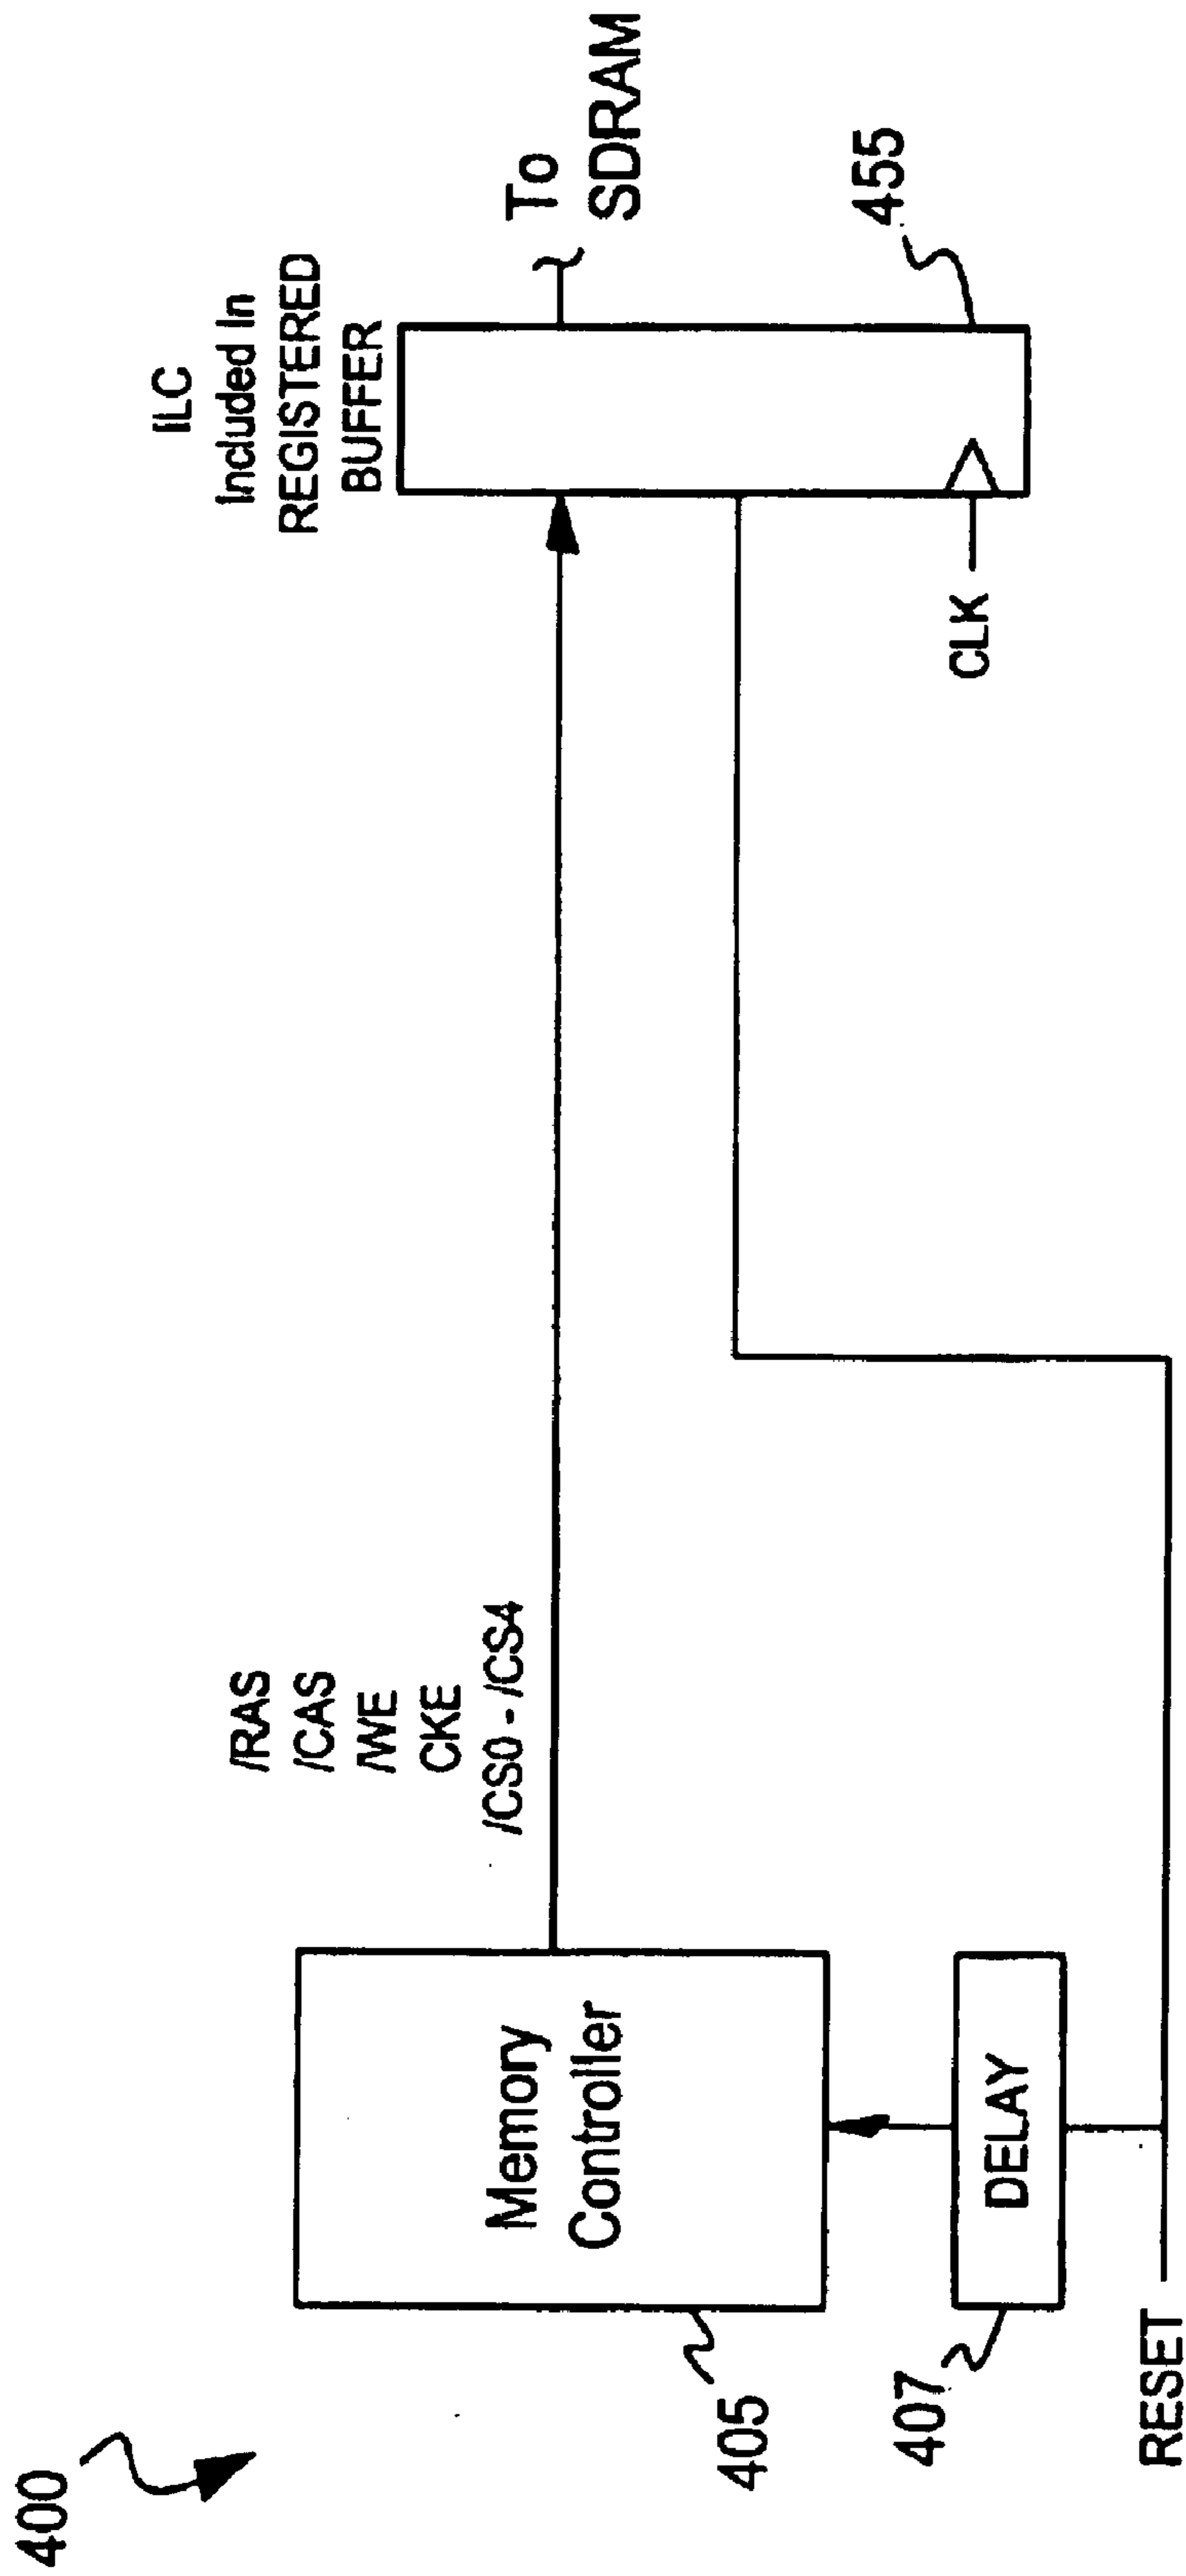 400
/RAS
/CAS
/WE
CKE
/CS0 - /CS4
ILC
Included In
REGISTERED
BUFFER
To
SDRAM
Memory
Controller
405
455
CLK
DELAY
407
RESET